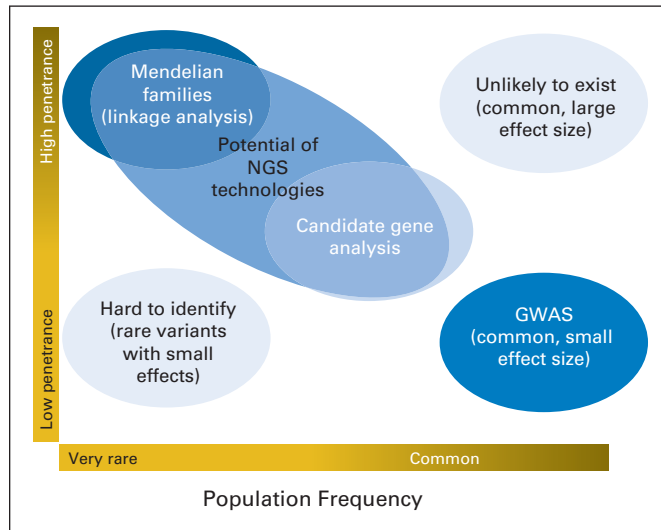 High penetrance
Low penetrance
Mendelian
families
(linkage analysis)
Potential of
NGS
technologies
Candidate gene
analysis
Unlikely to exist
(common, large
effect size)
Hard to identify
(rare variants
with small
effects)
GWAS
(common, small
effect size)
Very rare
Common
Population Frequency